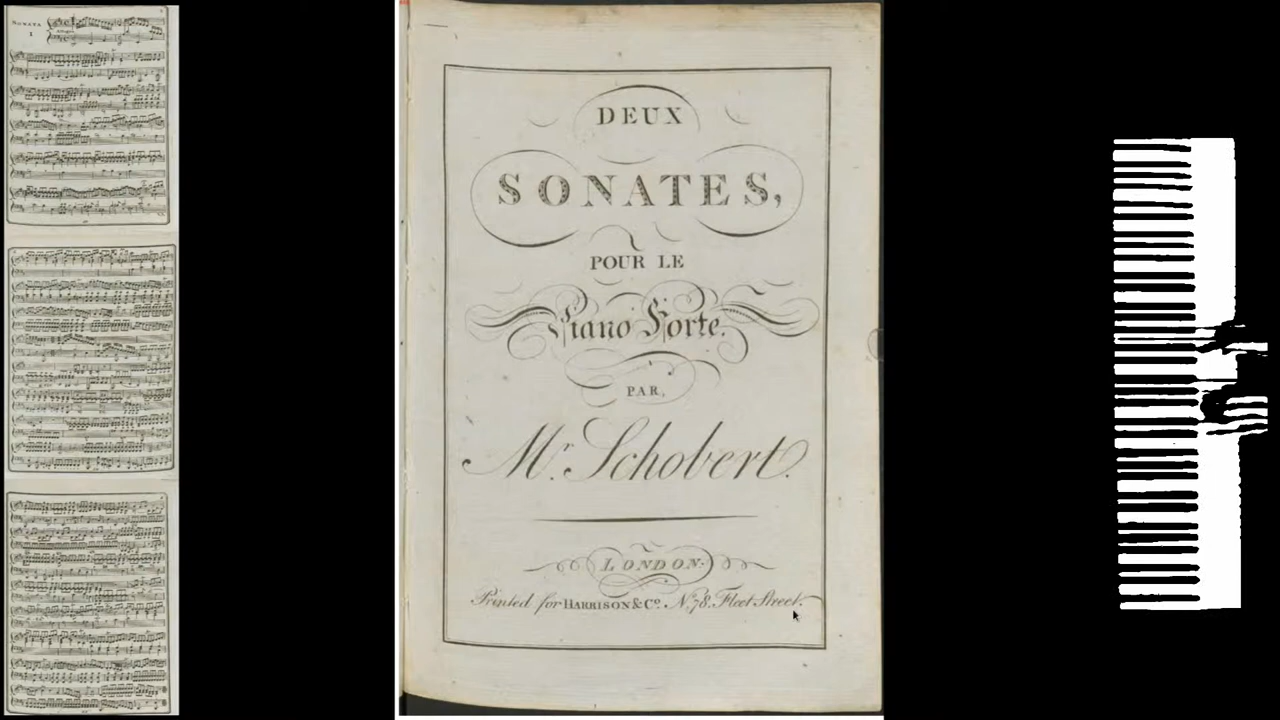 SONATA
I
Allegro
DEUX
SONATES,
POUR LE
Piano Forte.
PAR,
Mr. Schobert.
LONDON.
Printed for HARRISON & Co. No. 78. Fleet Street.